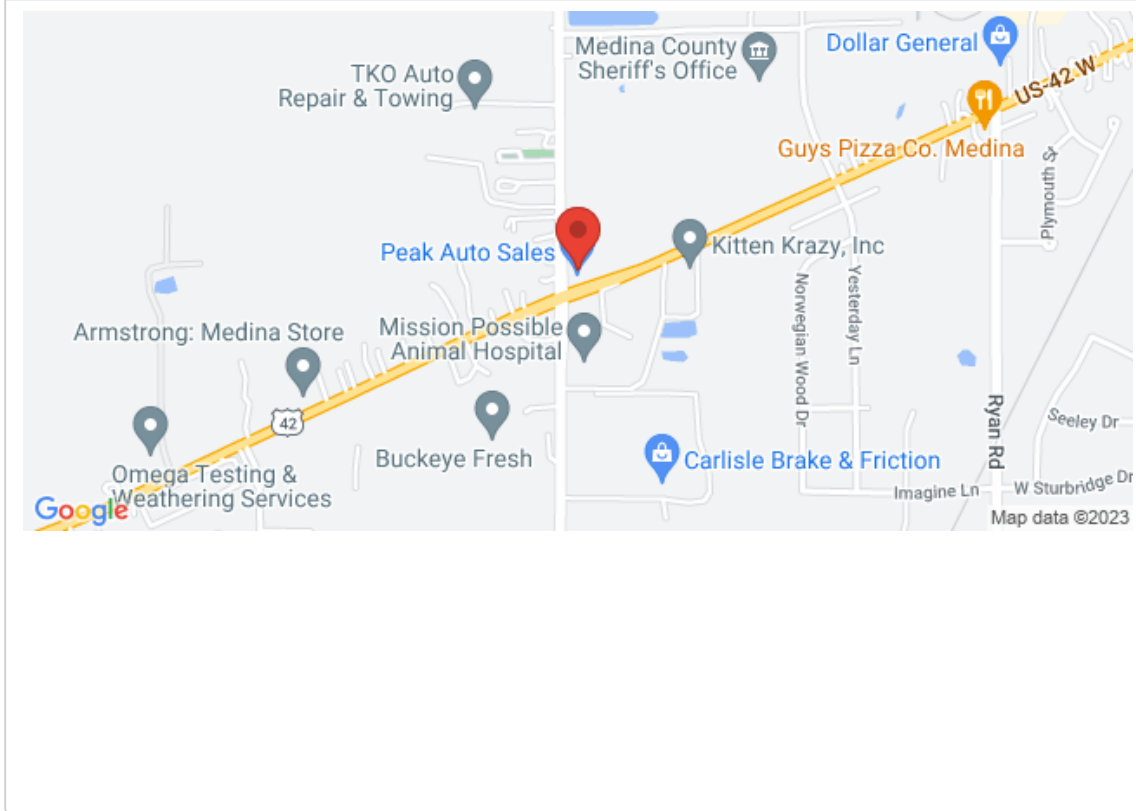 Medina County
Sheriff's Office
Dollar General
US-42 W
TKO Auto
Repair & Towing
Guys Pizza Co. Medina
Plymouth St
Peak Auto Sales
Kitten Krazy, Inc
Norwegian Wood Dr
Yesterday Ln
Armstrong: Medina Store
Mission Possible
Animal Hospital
42
Ryan Rd
Seeley Dr
Buckeye Fresh
Carlisle Brake & Friction
Omega Testing &
Weathering Services
Imagine Ln
W Sturbridge Dr
Google
Map data ©2023